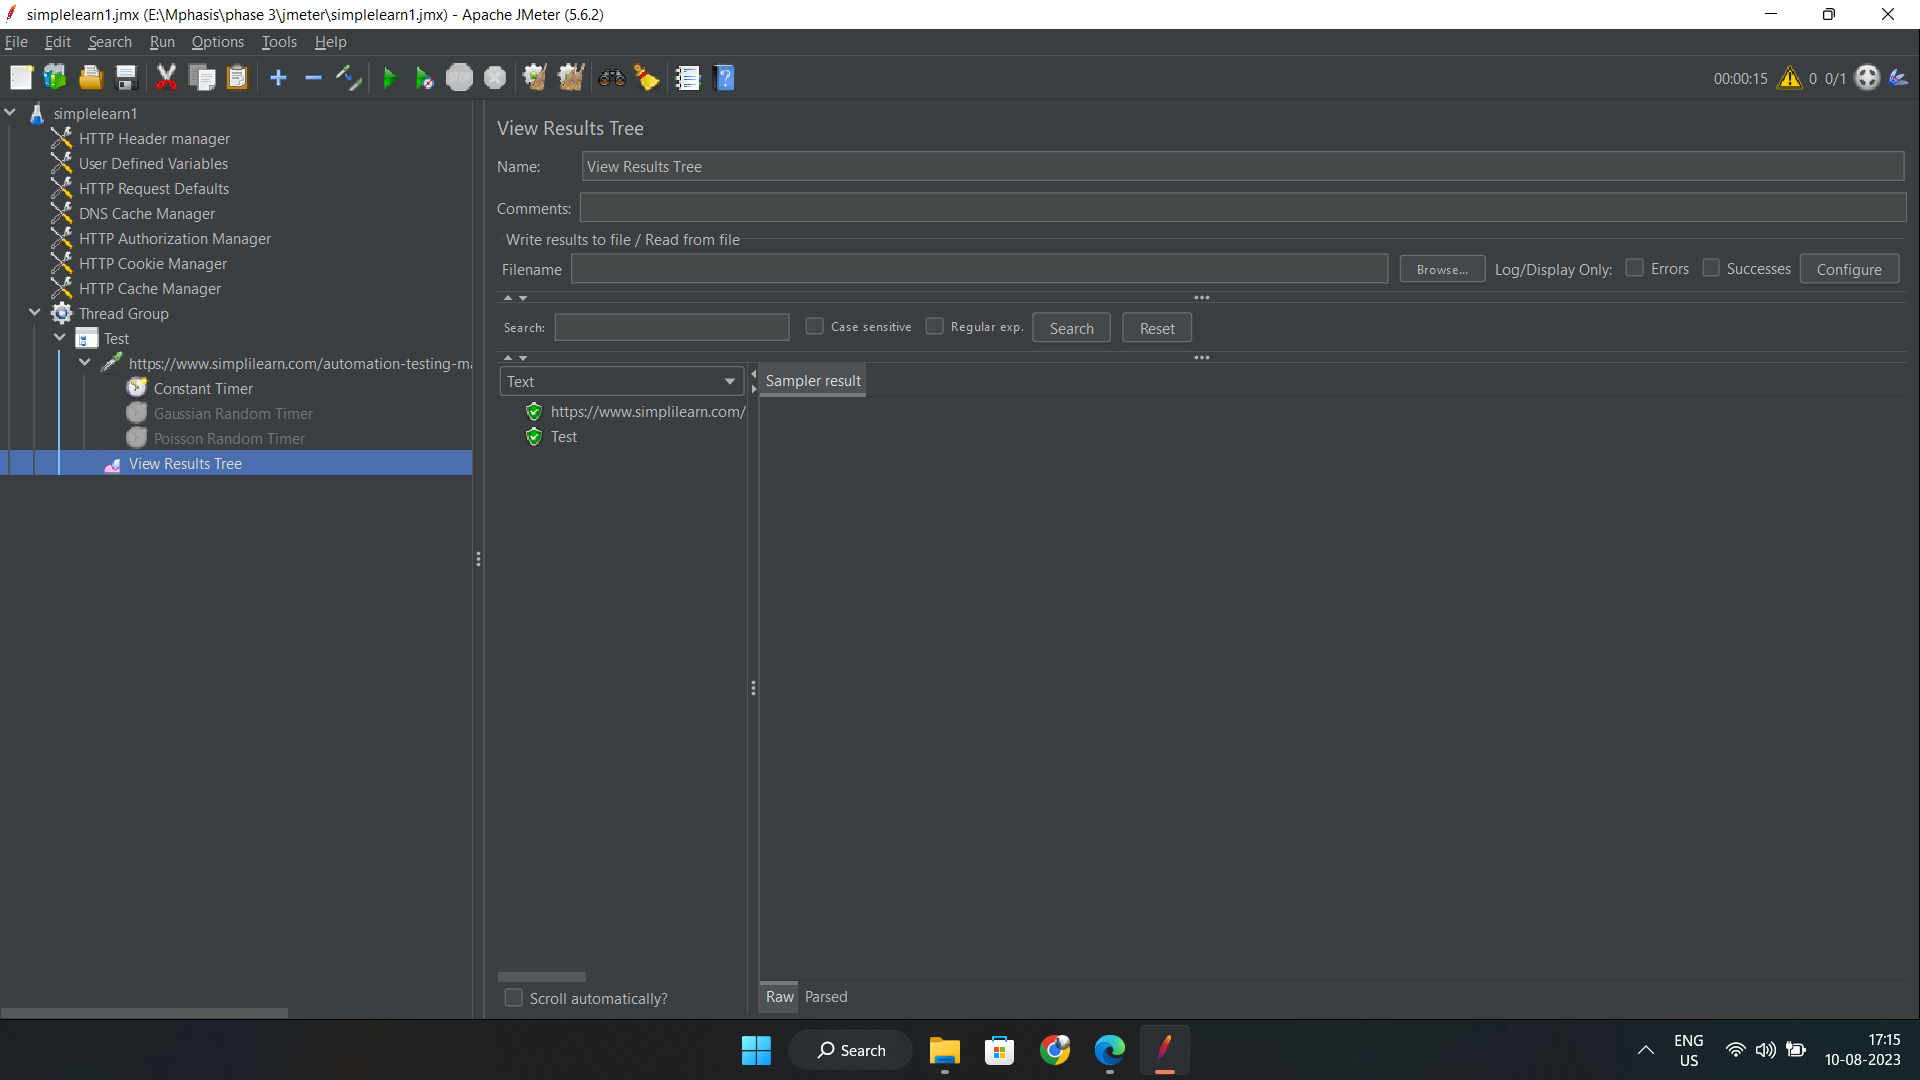 simplelearn1.jmx (E:\Mphasis\phase 3\jmeter\simplelearn1.jmx) - Apache JMeter (5.6.2)
File Edit Search Run Options Tools Help
STOP
00:00:15 0 0/1
simplelearn1
HTTP Header manager
User Defined Variables
HTTP Request Defaults
DNS Cache Manager
HTTP Authorization Manager
HTTP Cookie Manager
HTTP Cache Manager
Thread Group
Test
https://www.simplilearn.com/automation-testing-ma
Constant Timer
Gaussian Random Timer
Poisson Random Timer
View Results Tree
View Results Tree
Name: View Results Tree
Comments:
Write results to file / Read from file
Filename Browse... Log/Display Only: Errors Successes Configure
Search: Case sensitive Regular exp. Search Reset
Text
https://www.simplilearn.com/
Test
Scroll automatically?
Sampler result
Raw Parsed
Search
ENG
US
17:15
10-08-2023